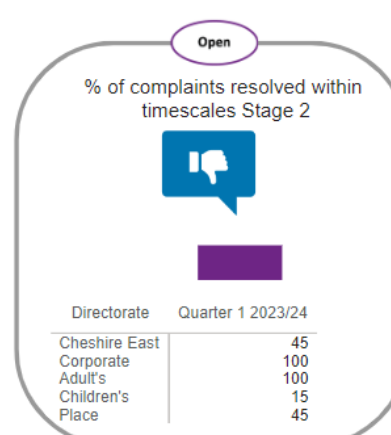 Open
% of complaints resolved within
timescales Stage 2
Directorate Quarter 1 2023/24
Cheshire East 45
Corporate 100
Adult's 100
Children's 15
Place 45